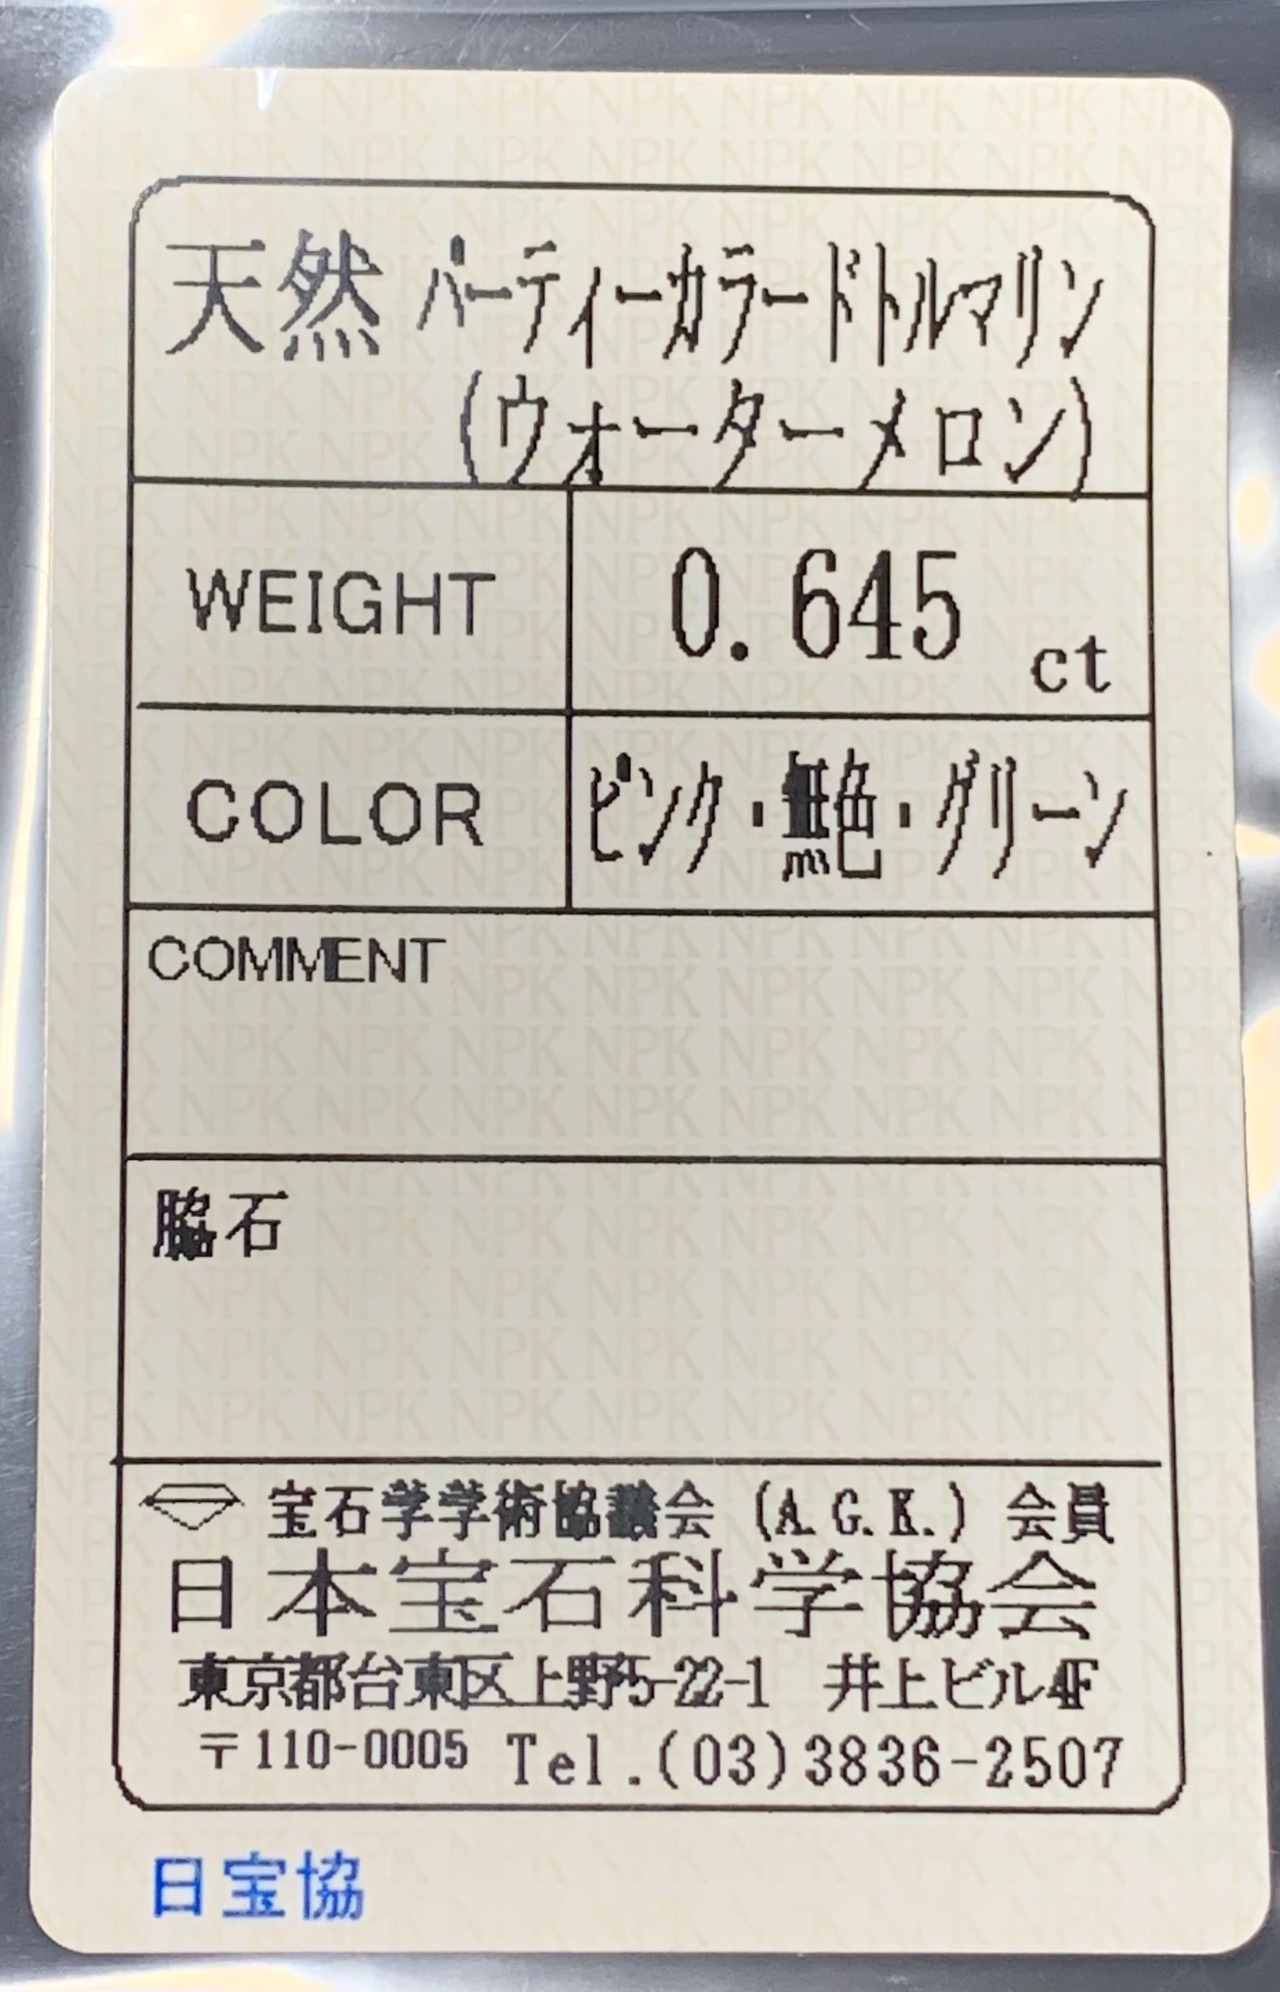 天然 パーティーカラードトルマリン
(ウォーターメロン)
WEIGHT 0.645 ct
COLOR ピンク・無色・グリーン
COMMENT
脇石
宝石学学術協議会 (A.G.K.) 会員
日本宝石科学協会
東京都台東区上野5-22-1 井上ビル4F
〒110-0005 Tel.(03)3836-2507
日宝協